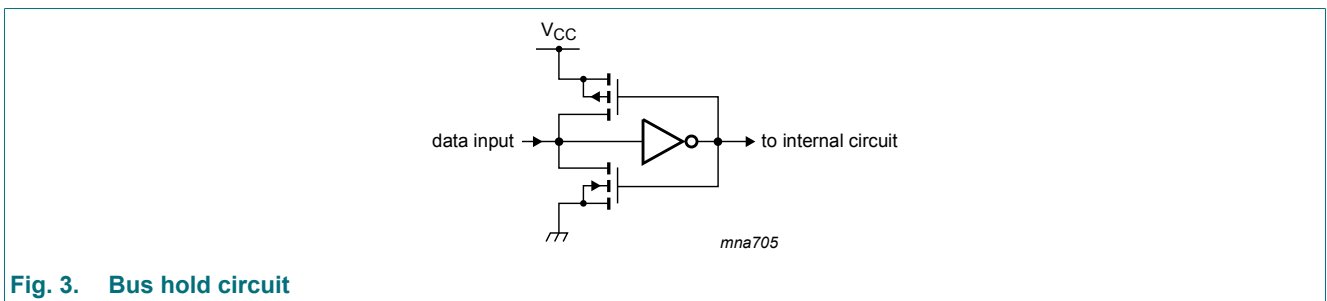 VCC
data input
to internal circuit
mna705
Fig. 3. Bus hold circuit